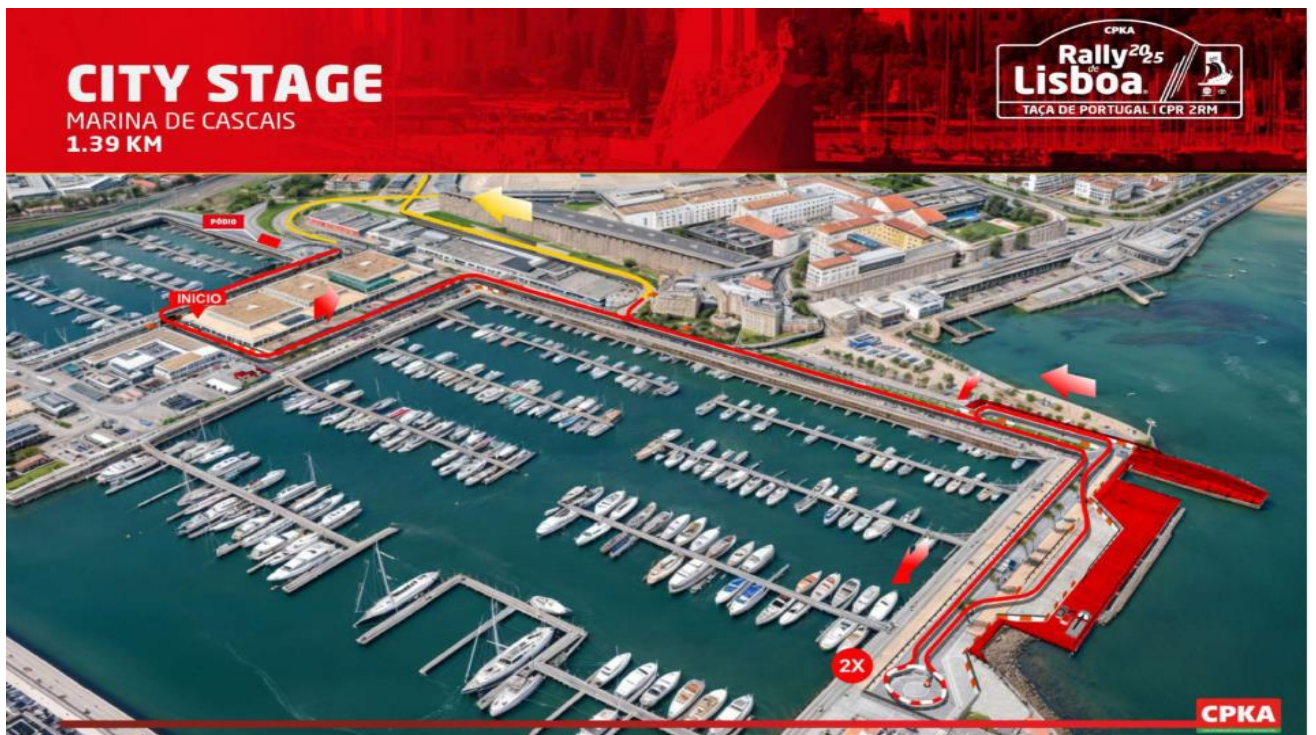 CITY STAGE
MARINA DE CASCAIS
1.39 KM
CPKA
Rally 2025
de
Lisboa
TAÇA DE PORTUGAL I CPR 2RM
PÓDIO
INICIO
2X
CPKA